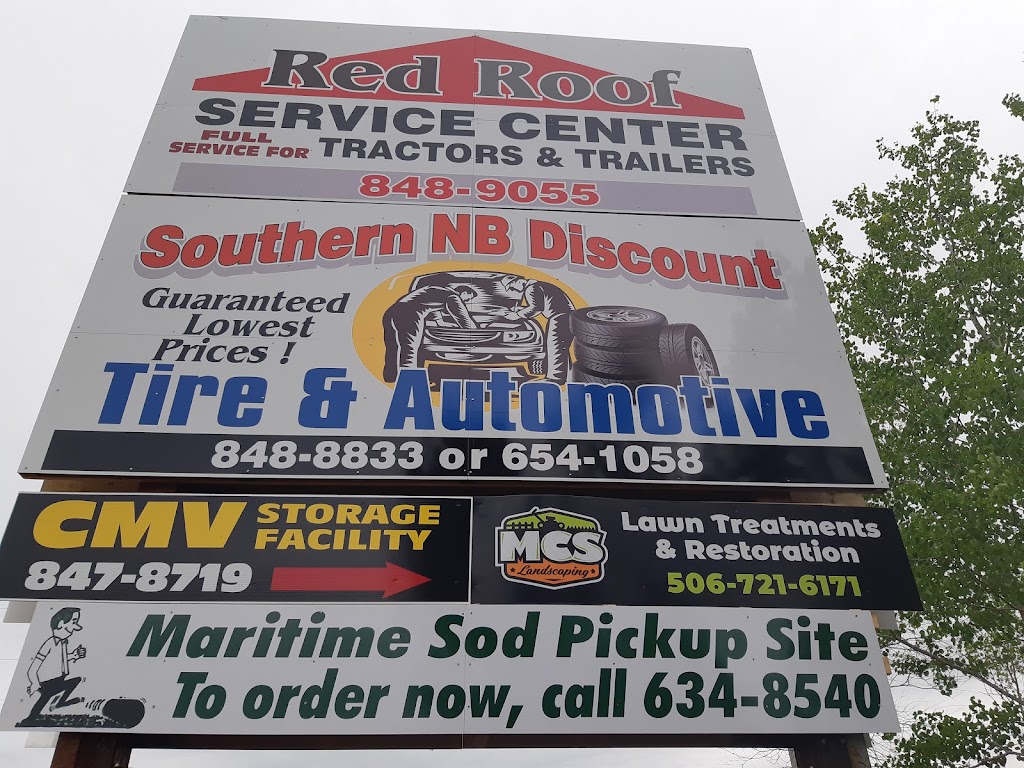 Red Roof
SERVICE CENTER
FULL
SERVICE FOR TRACTORS & TRAILERS
848-9055
Southern NB Discount
Guaranteed
Lowest
Prices !
Tire & Automotive
848-8833 or 654-1058
CMV STORAGE
FACILITY
847-8719
MCS
Landscaping
Lawn Treatments
& Restoration
506-721-6171
Maritime Sod Pickup Site
To order now, call 634-8540